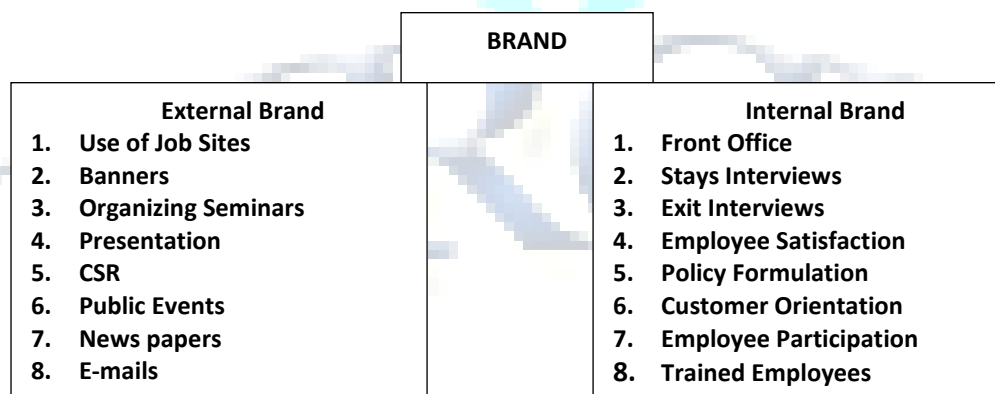 BRAND
External Brand
1. Use of Job Sites
2. Banners
3. Organizing Seminars
4. Presentation
5. CSR
6. Public Events
7. News papers
8. E-mails
Internal Brand
1. Front Office
2. Stays Interviews
3. Exit Interviews
4. Employee Satisfaction
5. Policy Formulation
6. Customer Orientation
7. Employee Participation
8. Trained Employees